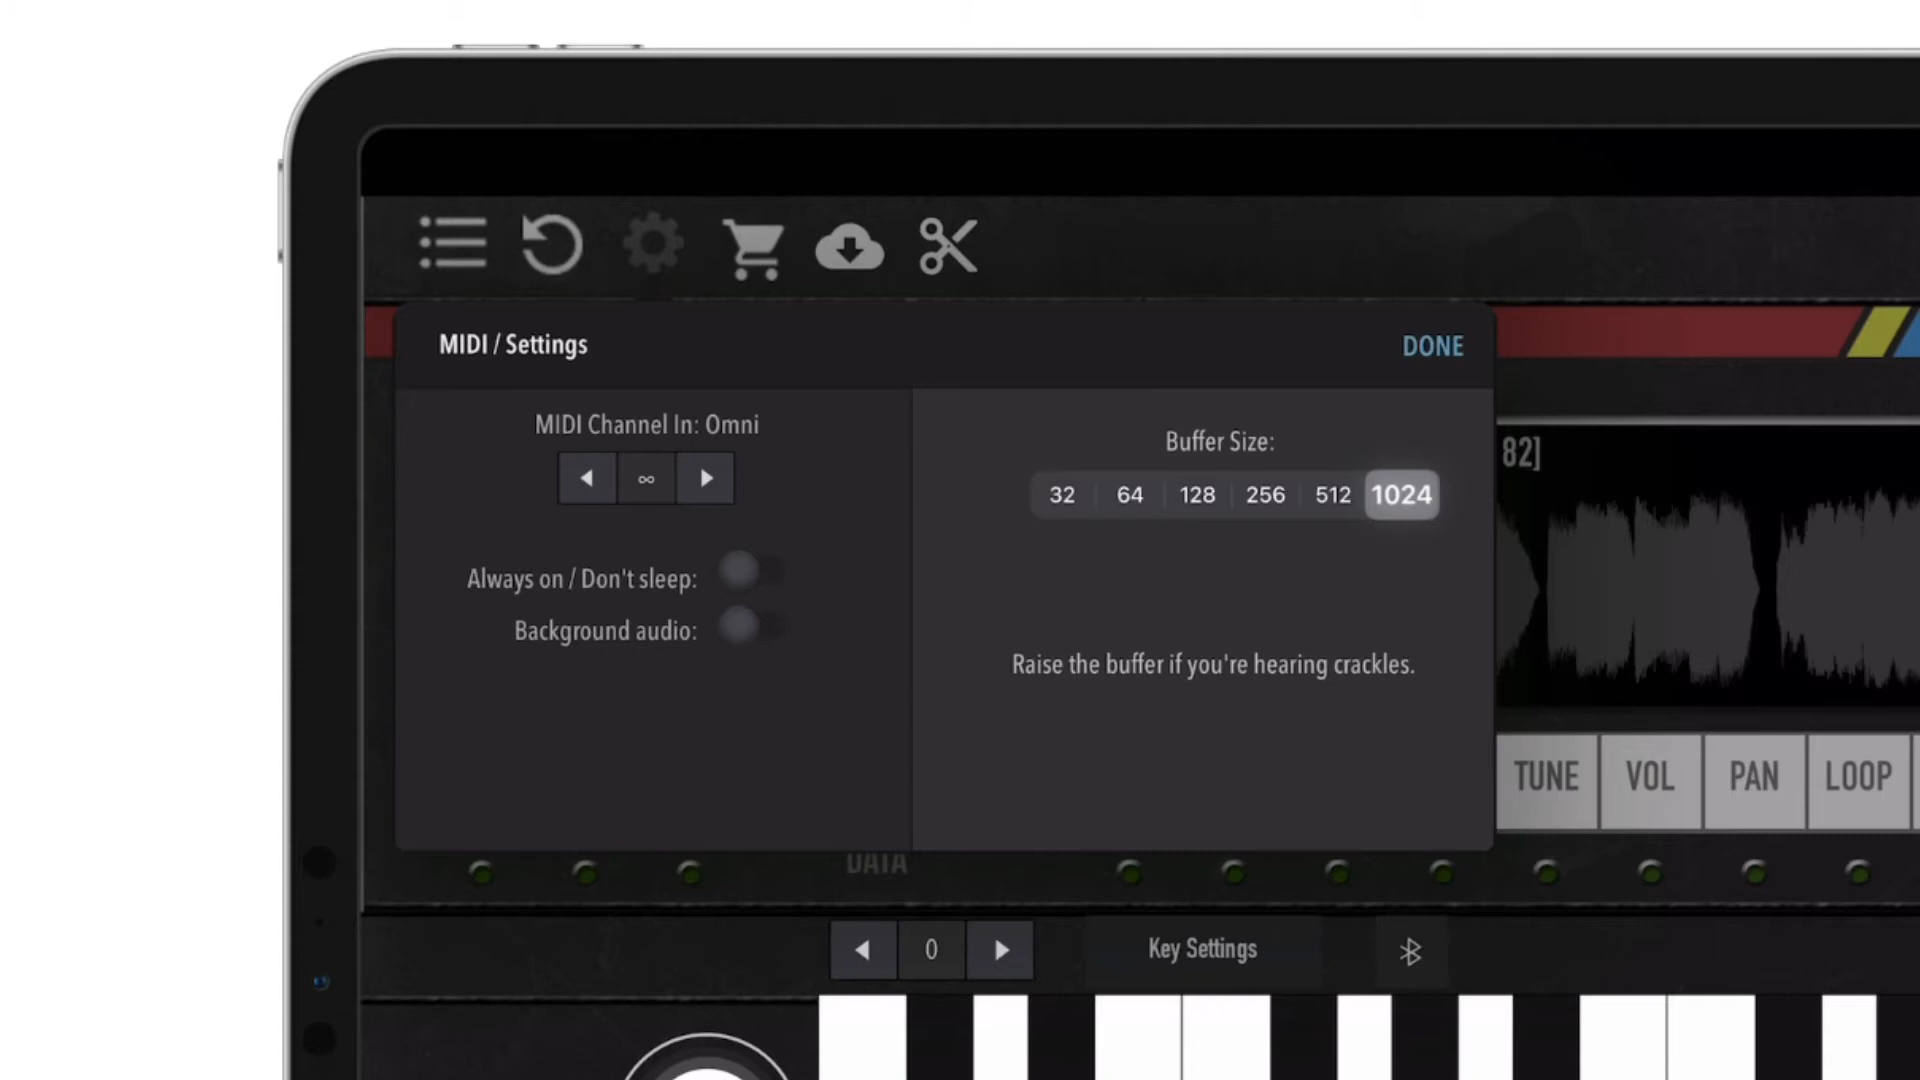 MIDI / Settings
DONE
MIDI Channel In: Omni
∞
Always on / Don't sleep:
Background audio:
Buffer Size:
32 64 128 256 512 1024
Raise the buffer if you're hearing crackles.
82]
TUNE VOL PAN LOOP
DATA
0
Key Settings